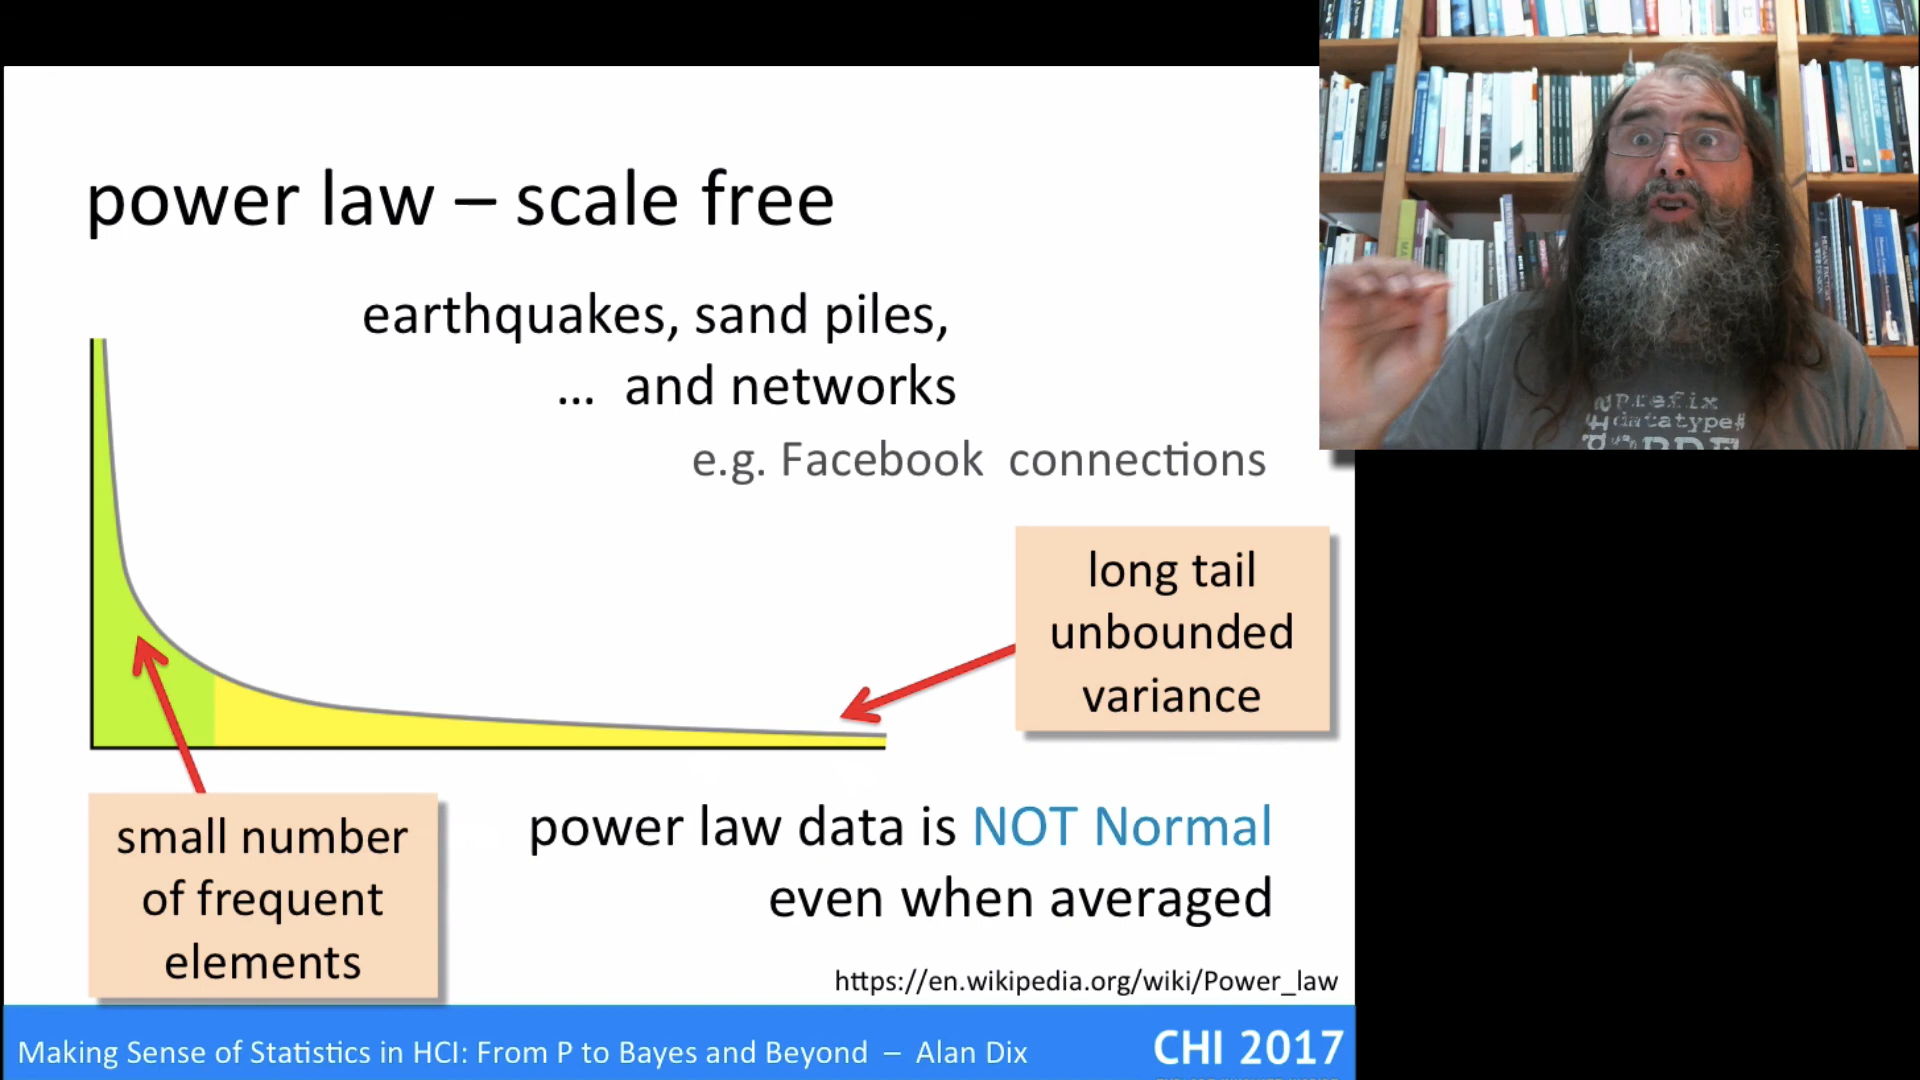 power law – scale free
earthquakes, sand piles,
... and networks
e.g. Facebook connections
long tail
unbounded
variance
small number
of frequent
elements
power law data is NOT Normal
even when averaged
https://en.wikipedia.org/wiki/Power_law
Making Sense of Statistics in HCI: From P to Bayes and Beyond – Alan Dix
CHI 2017
prefix
datatype#